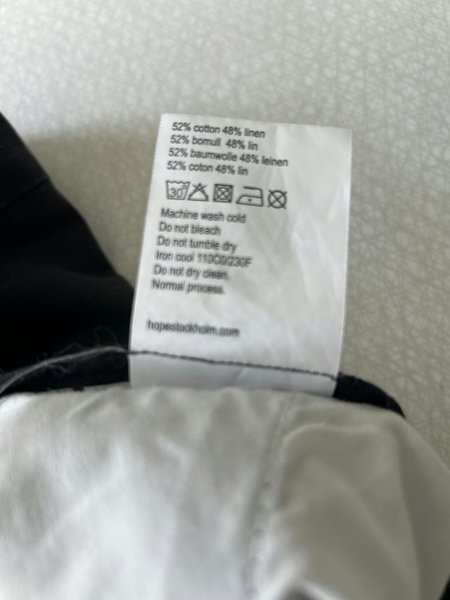 52% cotton 48% linen
52% bomull 48% lin
52% baumwolle 48% leinen
52% coton 48% lin
30
Machine wash cold
Do not bleach
Do not tumble dry
Iron cool 110C0/230F
Do not dry clean.
Normal process.
hopestockholm.com